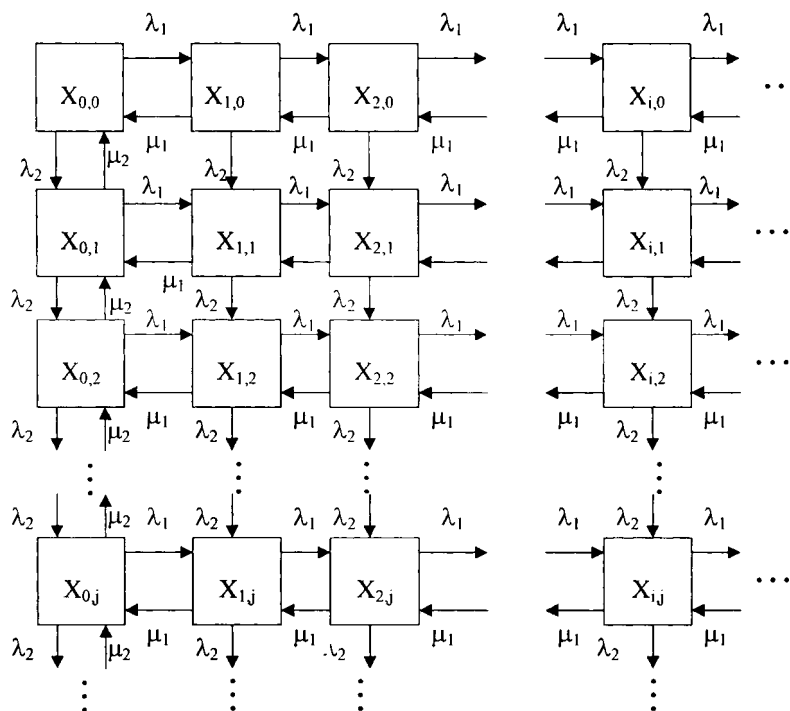 λ₁ λ₁ λ₁ λ₁ λ₁
X₀,₀ X₁,₀ X₂,₀ Xᵢ,₀ ··
μ₁ μ₁ μ₁ μ₁
λ₂ μ₂ λ₂ λ₂ λ₂
λ₁ λ₁ λ₁ λ₁ λ₁
X₀,₁ X₁,₁ X₂,₁ Xᵢ,₁ ···
μ₁
λ₂ μ₂ λ₂ λ₂ λ₂
λ₁ λ₁ λ₁ λ₁ λ₁
X₀,₂ X₁,₂ X₂,₂ Xᵢ,₂ ···
μ₁ μ₁ μ₁ μ₁ μ₁
λ₂ μ₂ λ₂ λ₂ λ₂
λ₂ μ₂ λ₁ λ₂ λ₁ λ₂ λ₁ λ₁ λ₂ λ₁
X₀,ⱼ X₁,ⱼ X₂,ⱼ Xᵢ,ⱼ ···
μ₁ μ₁ μ₁ μ₁ μ₁
λ₂ μ₂ λ₂ λ₂ λ₂